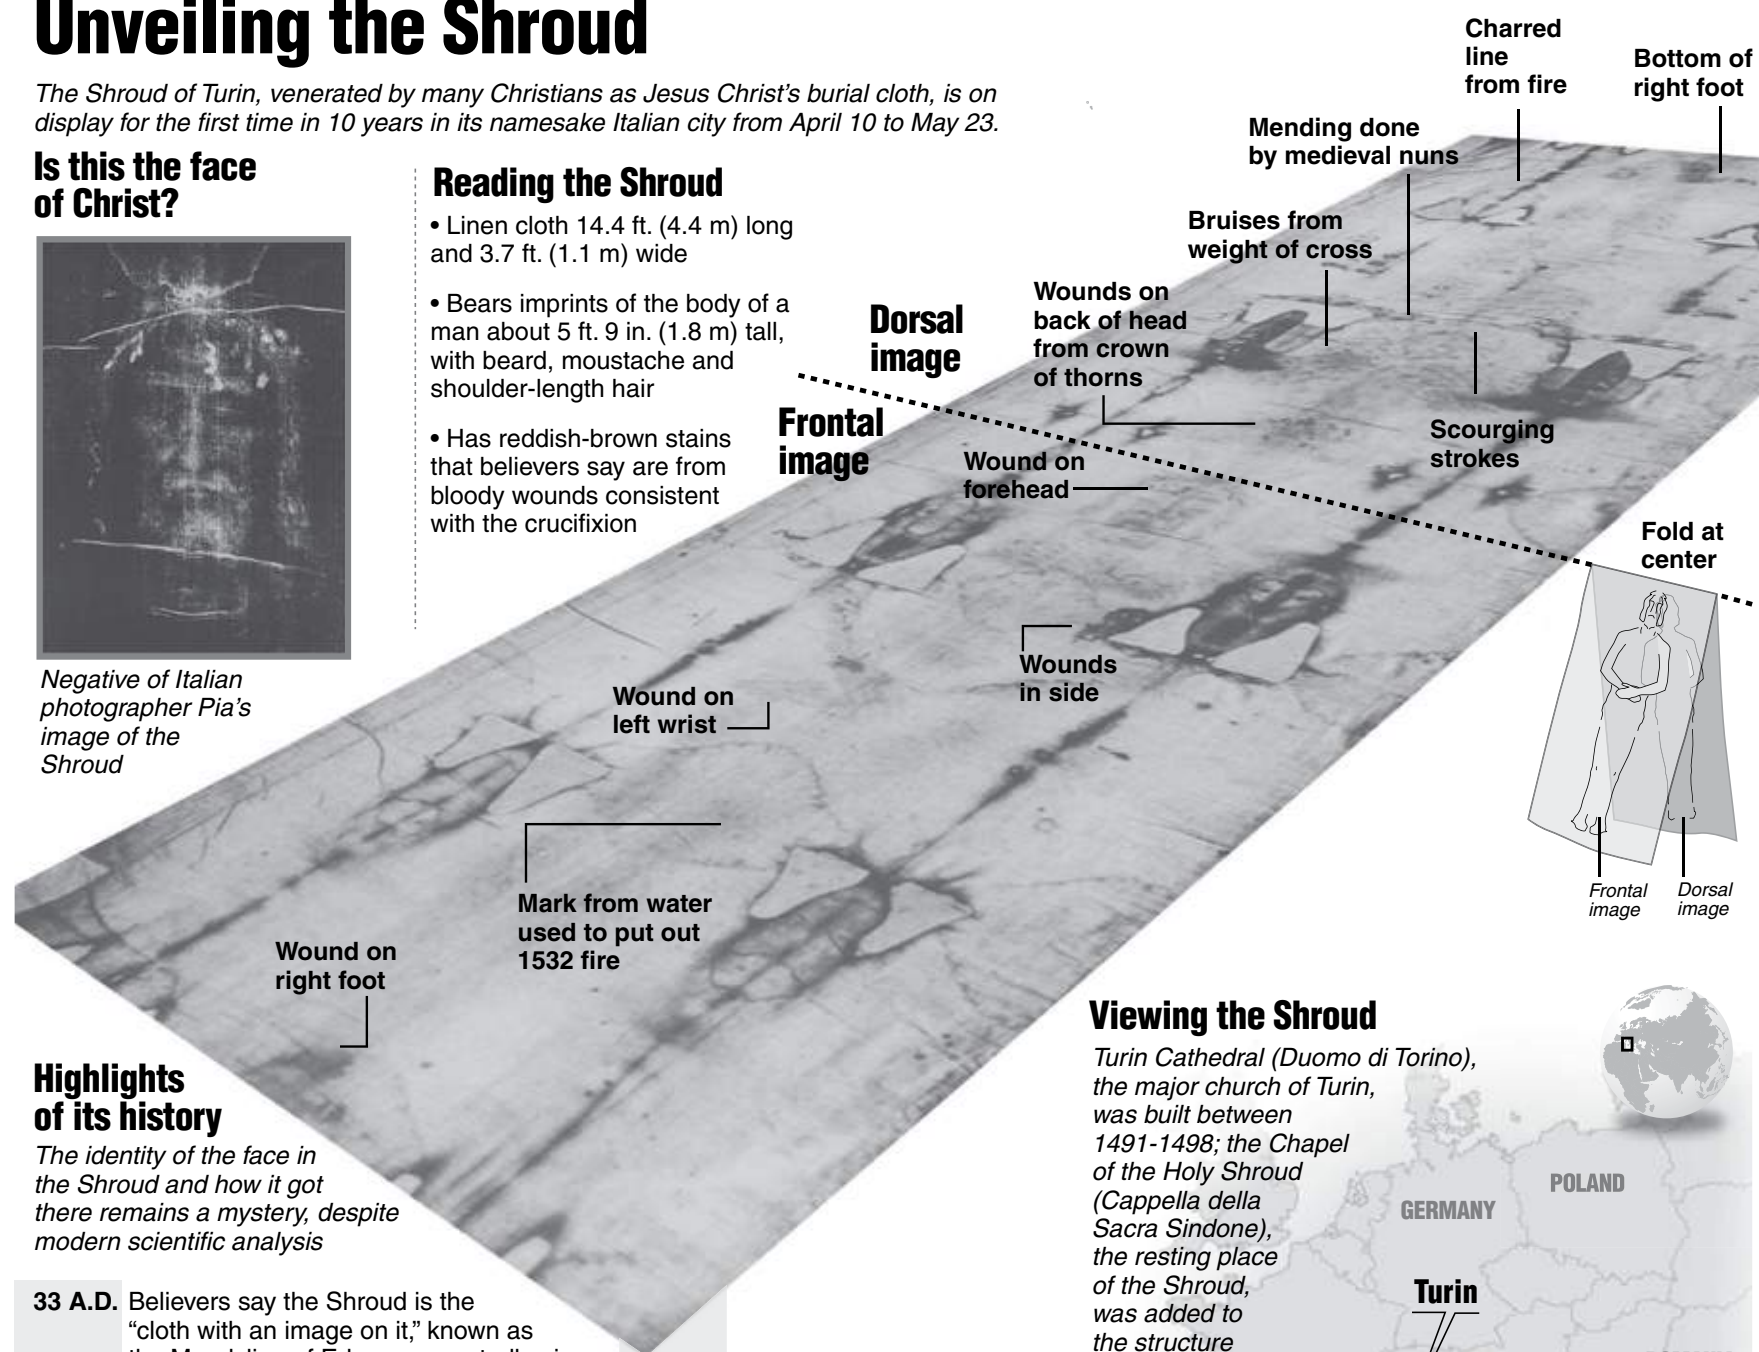 Unveiling the Shroud
The Shroud of Turin, venerated by many Christians as Jesus Christ's burial cloth, is on
display for the first time in 10 years in its namesake Italian city from April 10 to May 23.
Is this the face
of Christ?
Negative of Italian
photographer Pia's
image of the
Shroud
Reading the Shroud
• Linen cloth 14.4 ft. (4.4 m) long
and 3.7 ft. (1.1 m) wide
• Bears imprints of the body of a
man about 5 ft. 9 in. (1.8 m) tall,
with beard, moustache and
shoulder-length hair
• Has reddish-brown stains
that believers say are from
bloody wounds consistent
with the crucifixion
Dorsal
image
Frontal
image
Charred
line
from fire
Bottom of
right foot
Mending done
by medieval nuns
Bruises from
weight of cross
Wounds on
back of head
from crown
of thorns
Scourging
strokes
Wound on
forehead
Fold at
center
Wounds
in side
Wound on
left wrist
Mark from water
used to put out
1532 fire
Wound on
right foot
Frontal
image
Dorsal
image
Highlights
of its history
The identity of the face in
the Shroud and how it got
there remains a mystery, despite
modern scientific analysis
33 A.D. Believers say the Shroud is the
"cloth with an image on it," known as
Viewing the Shroud
Turin Cathedral (Duomo di Torino),
the major church of Turin,
was built between
1491-1498; the Chapel
of the Holy Shroud
(Cappella della
Sacra Sindone),
the resting place
of the Shroud,
was added to
the structure
POLAND
GERMANY
Turin